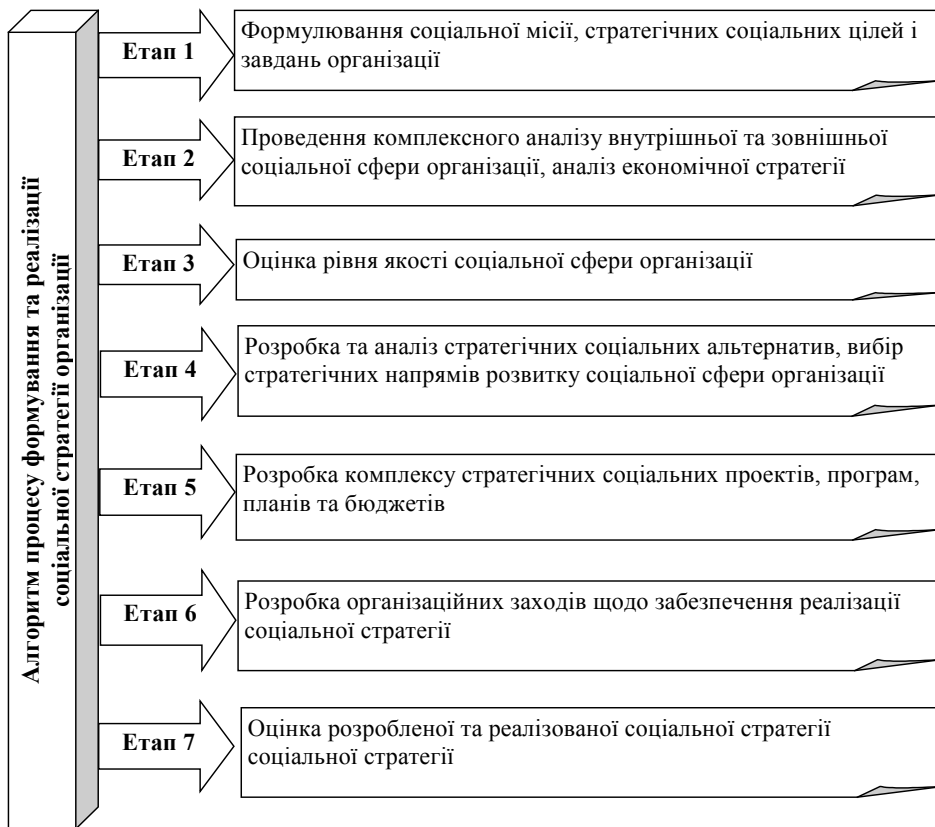 Алгоритм процесу формування та реалізації
соціальної стратегії організації
Етап 1
Формулювання соціальної місії, стратегічних соціальних цілей і
завдань організації
Етап 2
Проведення комплексного аналізу внутрішньої та зовнішньої
соціальної сфери організації, аналіз економічної стратегії
Етап 3
Оцінка рівня якості соціальної сфери організації
Етап 4
Розробка та аналіз стратегічних соціальних альтернатив, вибір
стратегічних напрямів розвитку соціальної сфери організації
Етап 5
Розробка комплексу стратегічних соціальних проектів, програм,
планів та бюджетів
Етап 6
Розробка організаційних заходів щодо забезпечення реалізації
соціальної стратегії
Етап 7
Оцінка розробленої та реалізованої соціальної стратегії
соціальної стратегії